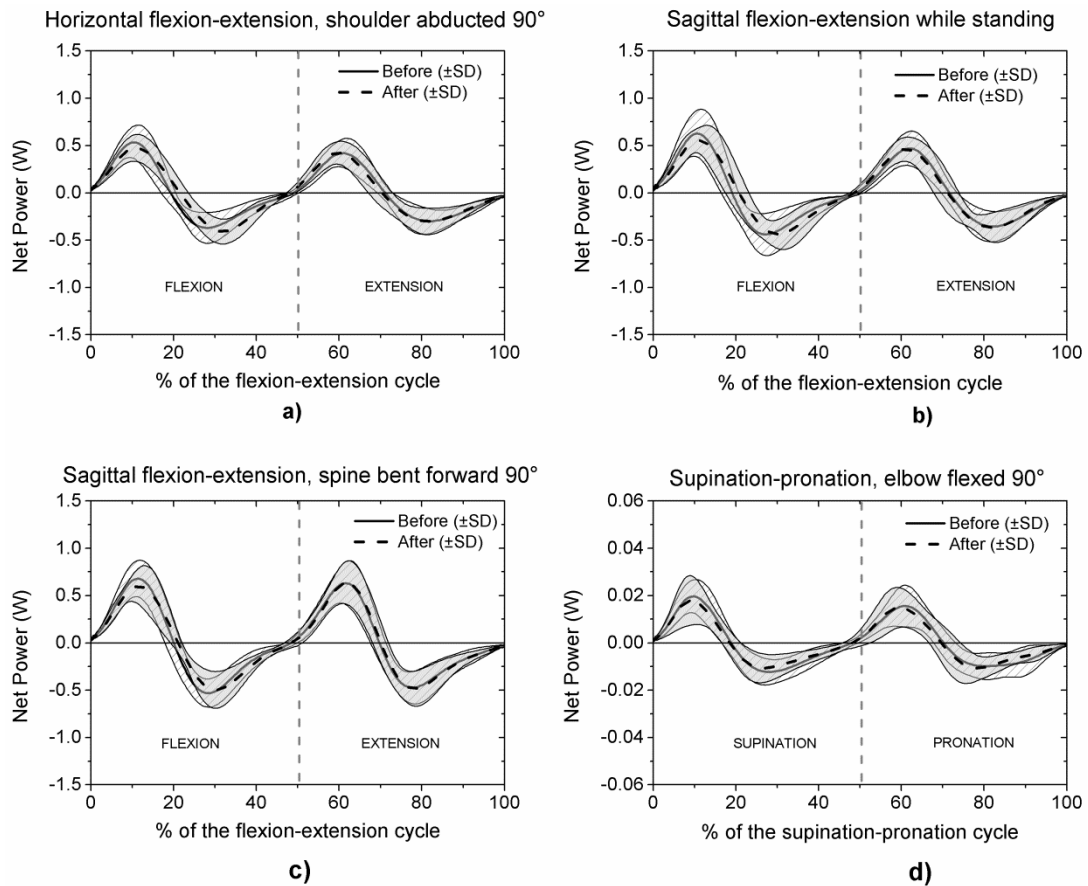 Horizontal flexion-extension, shoulder abducted 90°
1.5
1.0
0.5
0.0
-0.5
-1.0
-1.5
Net Power (W)
Before (±SD)
After (±SD)
FLEXION
EXTENSION
0 20 40 60 80 100
% of the flexion-extension cycle
a)
Sagittal flexion-extension while standing
1.5
1.0
0.5
0.0
-0.5
-1.0
-1.5
Net Power (W)
Before (±SD)
After (±SD)
FLEXION
EXTENSION
0 20 40 60 80 100
% of the flexion-extension cycle
b)
Sagittal flexion-extension, spine bent forward 90°
1.5
1.0
0.5
0.0
-0.5
-1.0
-1.5
Net Power (W)
Before (±SD)
After (±SD)
FLEXION
EXTENSION
0 20 40 60 80 100
% of the flexion-extension cycle
c)
Supination-pronation, elbow flexed 90°
0.06
0.04
0.02
0.00
-0.02
-0.04
-0.06
Net Power (W)
Before (±SD)
After (±SD)
SUPINATION
PRONATION
0 20 40 60 80 100
% of the supination-pronation cycle
d)